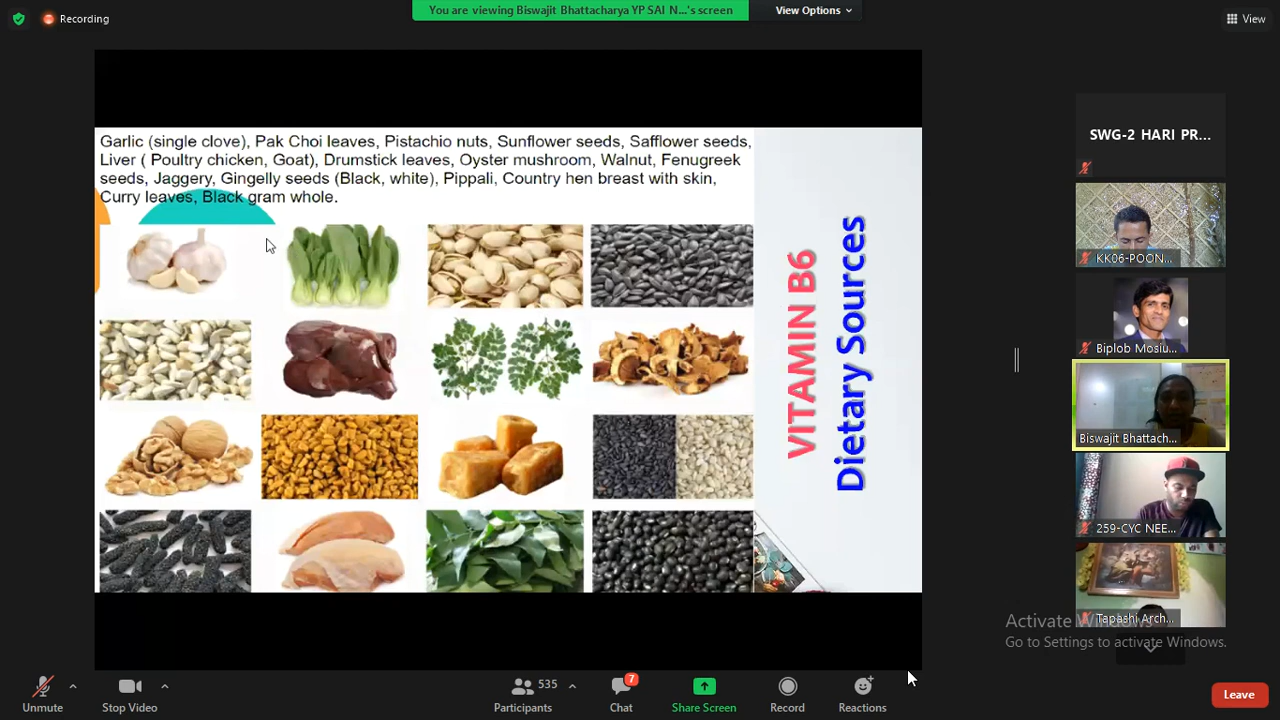 Recording
You are viewing Biswajit Bhattacharya YP SAI N...'s screen
View Options
View
Garlic (single clove), Pak Choi leaves, Pistachio nuts, Sunflower seeds, Safflower seeds,
Liver ( Poultry chicken, Goat), Drumstick leaves, Oyster mushroom, Walnut, Fenugreek
seeds, Jaggery, Gingelly seeds (Black, white), Pippali, Country hen breast with skin,
Curry leaves, Black gram whole.
VITAMIN B6
Dietary Sources
SWG-2 HARI PR...
KK06-POON...
Biplob Mosiu...
Biswajit Bhattach...
259-CYC NEE...
Tapashi Arch...
Activate Windows
Go to Settings to activate Windows.
Unmute
Stop Video
535
Participants
7
Chat
Share Screen
Record
Reactions
Leave